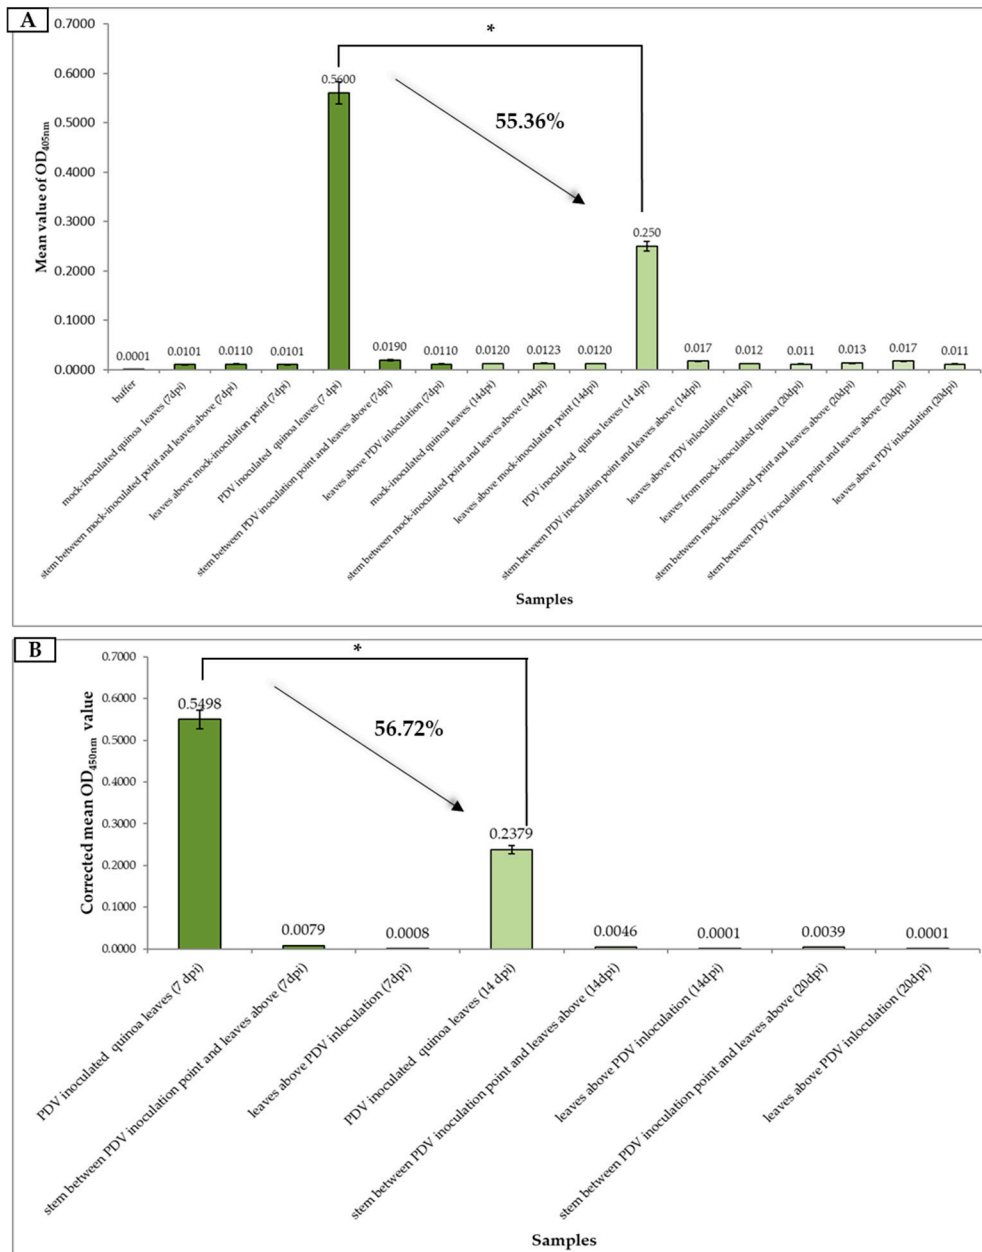 A
0.7000
0.6000
0.5000
0.4000
0.3000
0.2000
0.1000
0.0000
Mean value of OD405nm
*
55.36%
0.0001
0.0101
0.0110
0.0101
0.5600
0.0190
0.0110
0.0120
0.0123
0.0120
0.250
0.017
0.012
0.011
0.013
0.017
0.011
buffer
mock-inoculated quinoa leaves (7dpi)
stem between mock-inoculated point and leaves above (7dpi)
leaves above mock-inoculation point (7dpi)
PDV inoculated quinoa leaves (7 dpi)
stem between PDV inoculation point and leaves above (7dpi)
leaves above PDV inloculation (7dpi)
mock-inoculated quinoa leaves (14dpi)
stem between mock-inoculated point and leaves above (14dpi)
leaves above mock-inoculation point (14dpi)
PDV inoculated quinoa leaves (14 dpi)
stem between PDV inoculation point and leaves above (14dpi)
leaves above PDV inloculation (14dpi)
leaves from mock-inoculated quinoa (20dpi)
stem between mock-inoculated point and leaves above (20dpi)
stem between PDV inoculation point and leaves above (20dpi)
leaves above PDV inloculation (20dpi)
Samples
B
0.7000
0.6000
0.5000
0.4000
0.3000
0.2000
0.1000
0.0000
Corrected mean OD450nm value
*
56.72%
0.5498
0.0079
0.0008
0.2379
0.0046
0.0001
0.0039
0.0001
PDV inoculated quinoa leaves (7 dpi)
stem between PDV inoculation point and leaves above (7dpi)
leaves above PDV inloculation (7dpi)
PDV inoculated quinoa leaves (14 dpi)
stem between PDV inoculation point and leaves above (14dpi)
leaves above PDV inloculation (14dpi)
stem between PDV inoculation point and leaves above (20dpi)
leaves above PDV inloculation (20dpi)
Samples